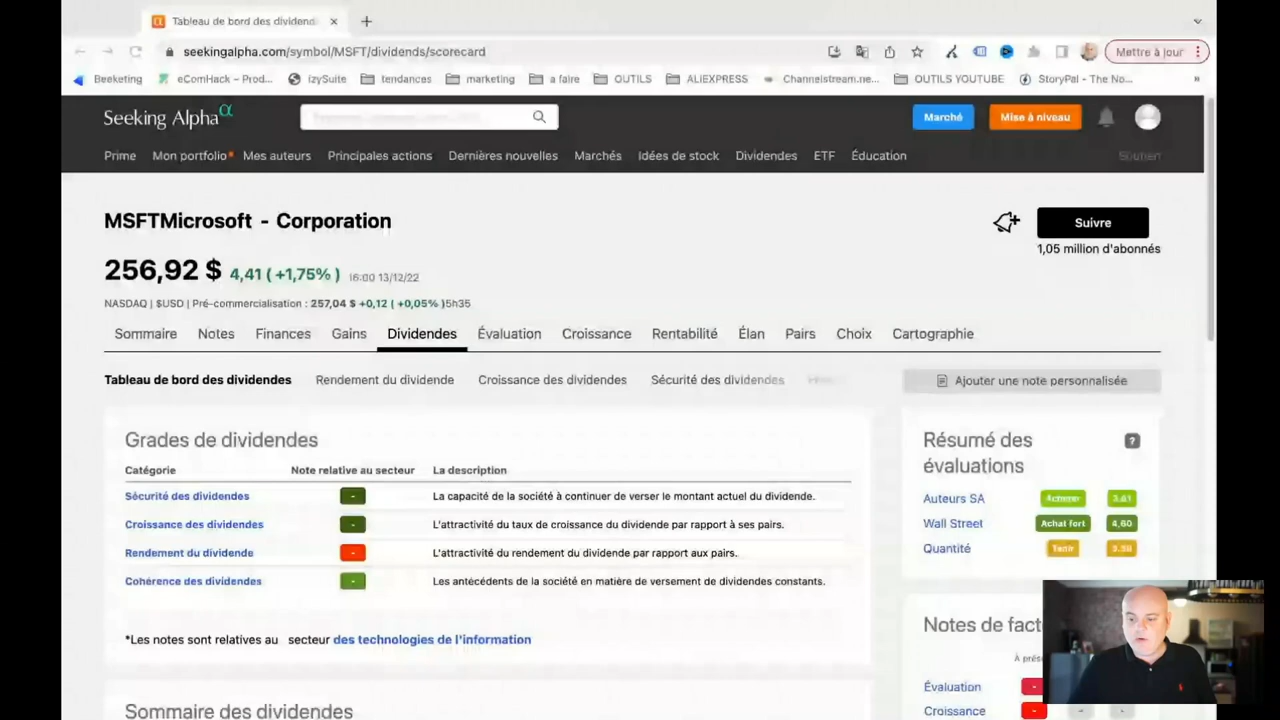 Tableau de bord des dividend
seekingalpha.com/symbol/MSFT/dividends/scorecard
Mettre à jour
Beeketing
eComHack – Prod...
izySuite
tendances
marketing
a faire
OUTILS
ALIEXPRESS
Channelstream.ne...
OUTILS YOUTUBE
StoryPal - The No...
»
Seeking Alpha α
Marché
Mise à niveau
Prime
Mon portfolio
Mes auteurs
Principales actions
Dernières nouvelles
Marchés
Idées de stock
Dividendes
ETF
Éducation
Soutien
MSFTMicrosoft - Corporation
Suivre
1,05 million d'abonnés
256,92 $ 4,41 ( +1,75% ) 16:00 13/12/22
NASDAQ | $USD | Pré-commercialisation : 257,04 $ +0,12 ( +0,05% )5h35
Sommaire
Notes
Finances
Gains
Dividendes
Évaluation
Croissance
Rentabilité
Élan
Pairs
Choix
Cartographie
Tableau de bord des dividendes
Rendement du dividende
Croissance des dividendes
Sécurité des dividendes
Ajouter une note personnalisée
Grades de dividendes
Catégorie
Note relative au secteur
La description
Sécurité des dividendes
-
La capacité de la société à continuer de verser le montant actuel du dividende.
Croissance des dividendes
-
L'attractivité du taux de croissance du dividende par rapport à ses pairs.
Rendement du dividende
-
L'attractivité du rendement du dividende par rapport aux pairs.
Cohérence des dividendes
-
Les antécédents de la société en matière de versement de dividendes constants.
*Les notes sont relatives au secteur des technologies de l'information
Sommaire des dividendes
Résumé des
évaluations
?
Auteurs SA
Acheter
3,61
Wall Street
Achat fort
4,60
Quantité
Tenir
Notes de fact
À prése
Évaluation
-
Croissance
-
-
-